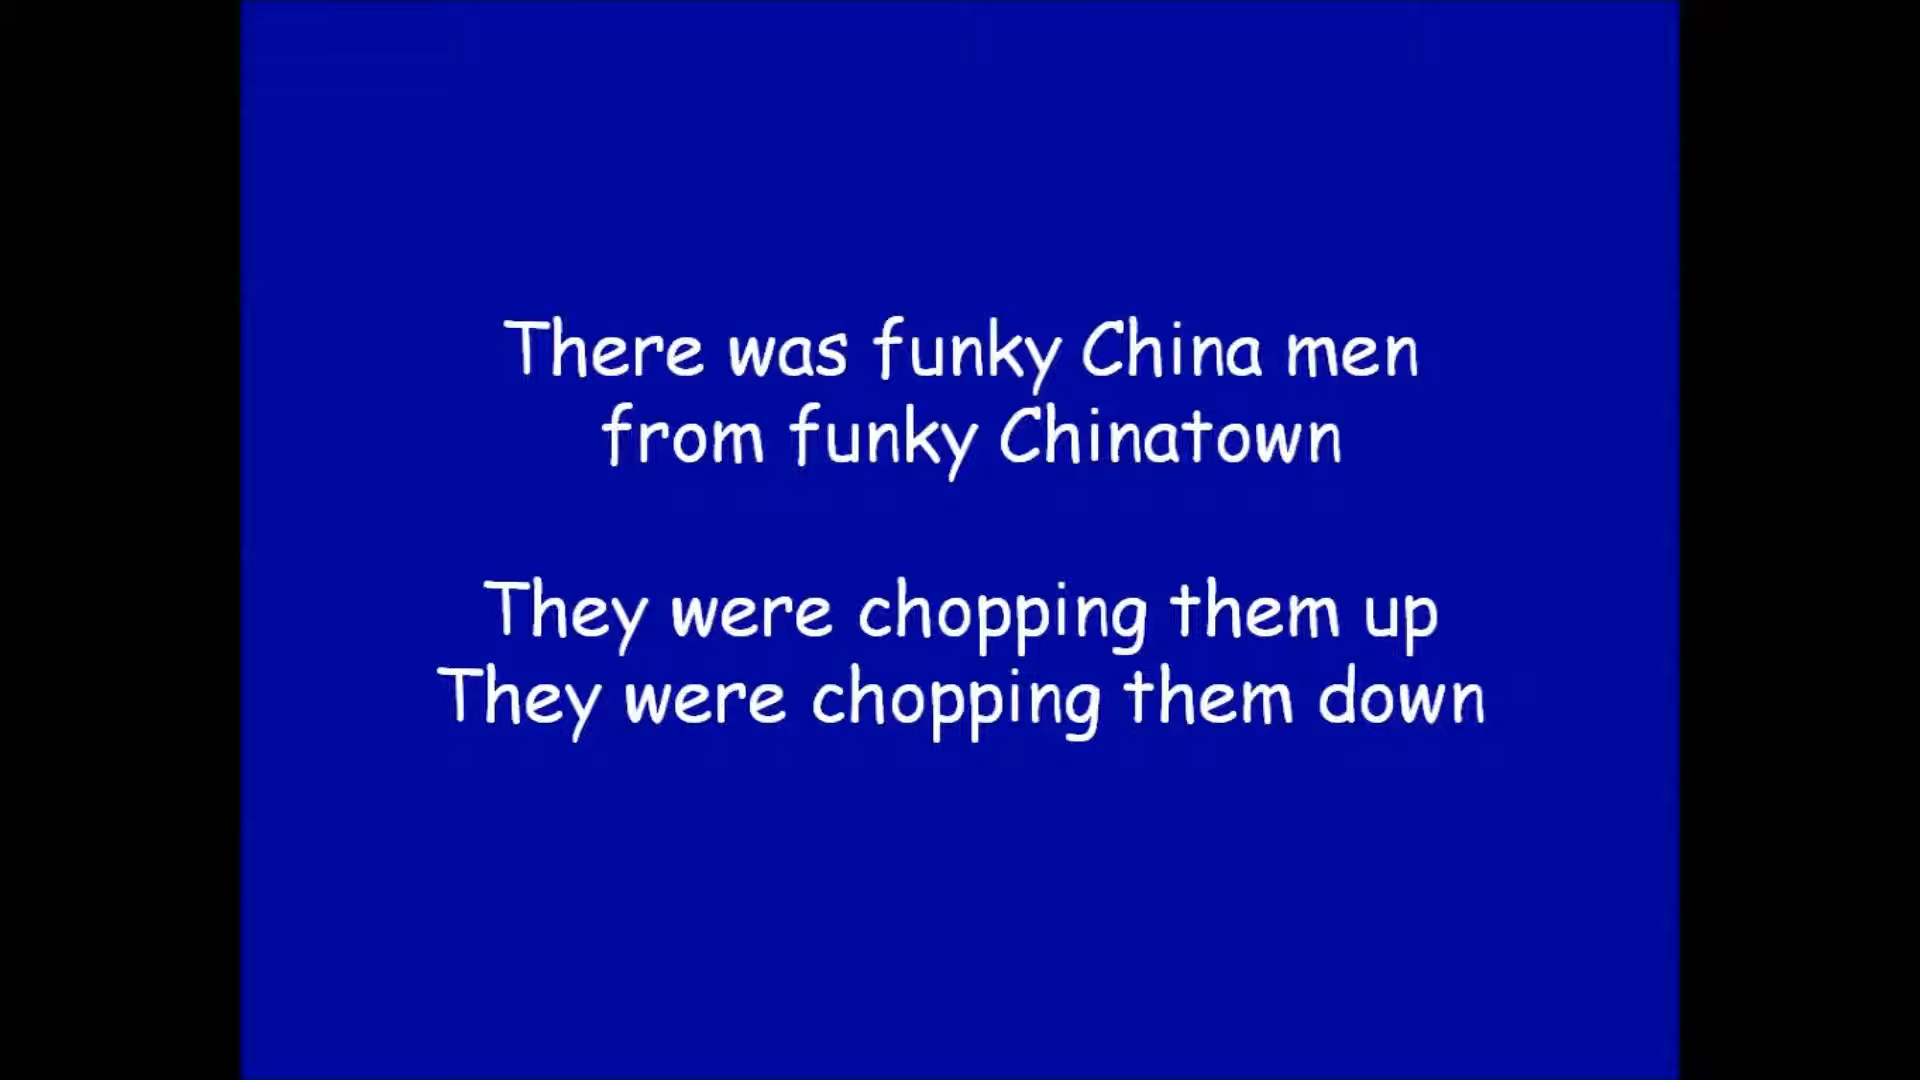 There was funky China men
from funky Chinatown
They were chopping them up
They were chopping them down